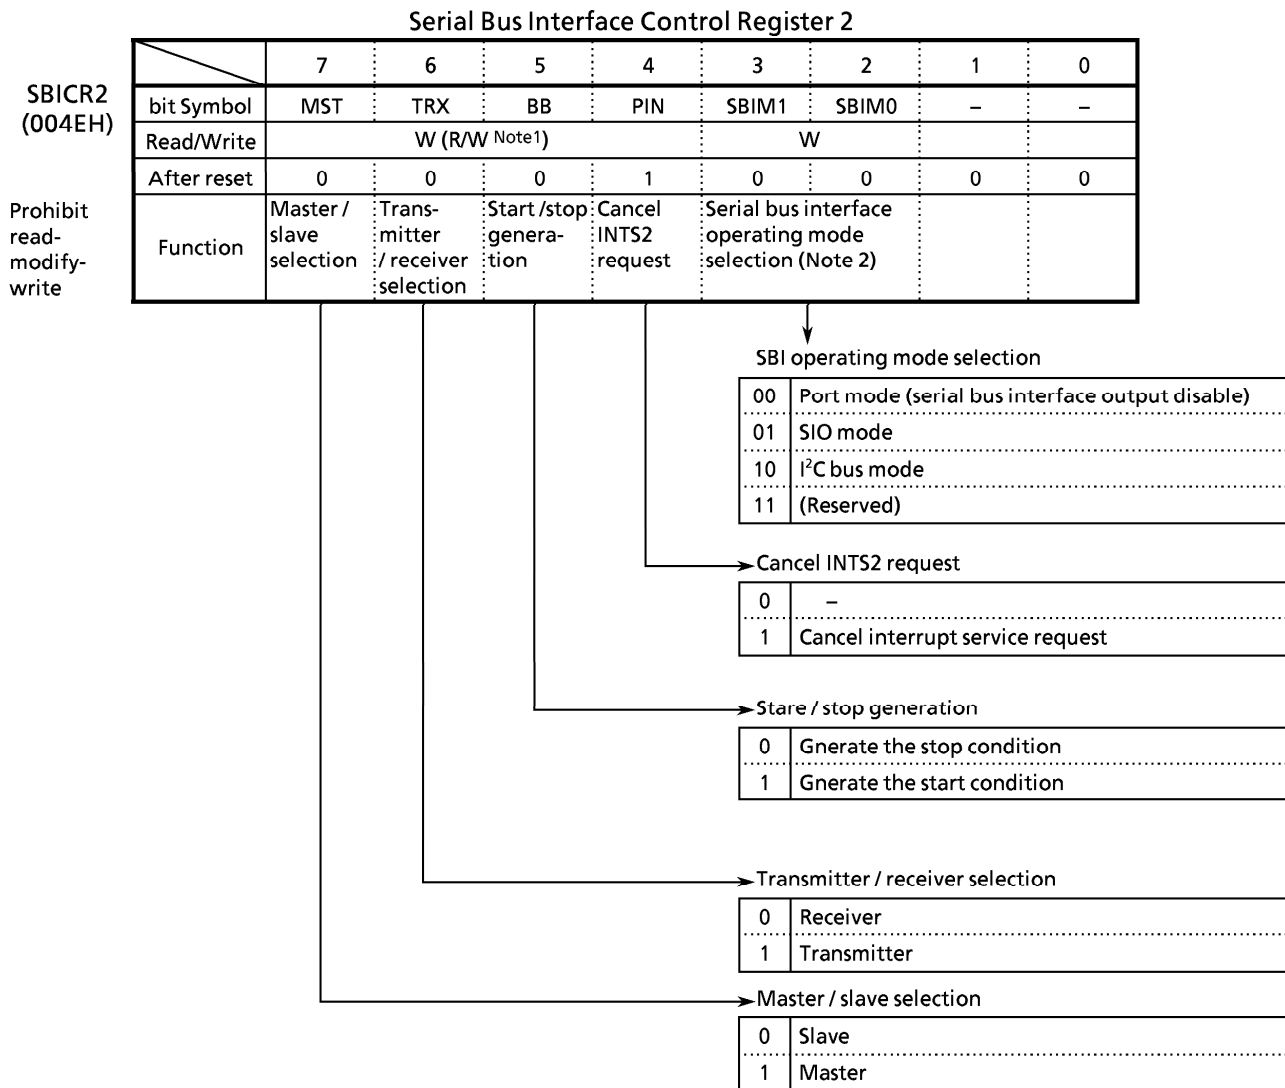 Serial Bus Interface Control Register 2
SBICR2
(004EH)
7 6 5 4 3 2 1 0
bit Symbol MST TRX BB PIN SBIM1 SBIM0 – –
Read/Write W (R/W Note1) W
After reset 0 0 0 1 0 0 0 0
Prohibit
read-
modify-
write
Function
Master /
slave
selection
Trans-
mitter
/ receiver
selection
Start /stop
genera-
tion
Cancel
INTS2
request
Serial bus interface
operating mode
selection (Note 2)
SBI operating mode selection
00 Port mode (serial bus interface output disable)
01 SIO mode
10 I²C bus mode
11 (Reserved)
Cancel INTS2 request
0 –
1 Cancel interrupt service request
Stare / stop generation
0 Gnerate the stop condition
1 Gnerate the start condition
Transmitter / receiver selection
0 Receiver
1 Transmitter
Master / slave selection
0 Slave
1 Master